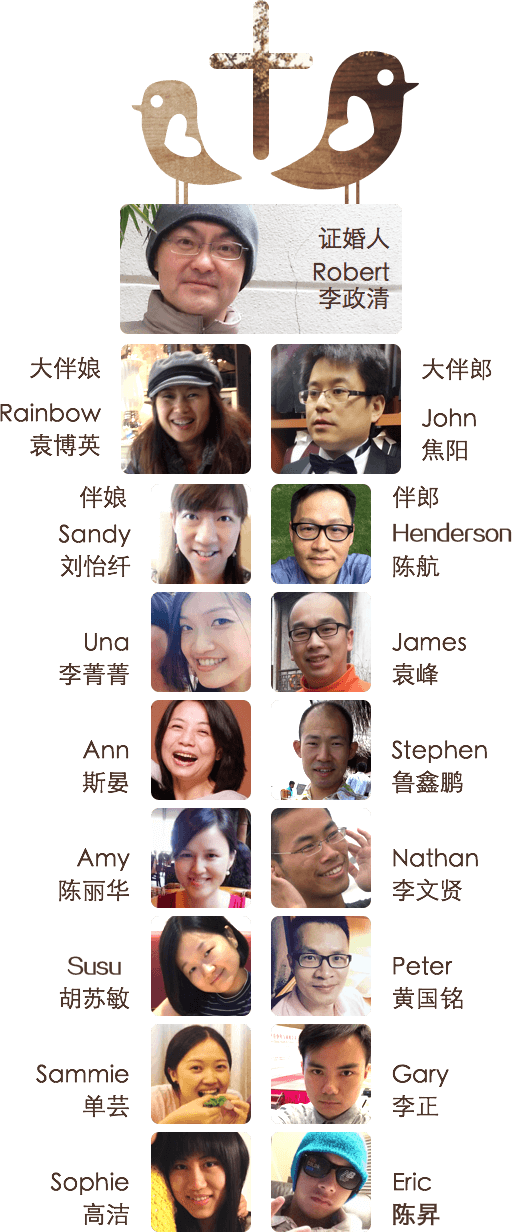 证婚人
Robert
李政清
大伴娘
Rainbow
袁博英
大伴郎
John
焦阳
伴娘
Sandy
刘怡纤
伴郎
Henderson
陈航
Una
李菁菁
James
袁峰
Ann
斯晏
Stephen
鲁鑫鹏
Amy
陈丽华
Nathan
李文贤
Susu
胡苏敏
Peter
黄国铭
Sammie
单芸
Gary
李正
Sophie
高洁
Eric
陈昇